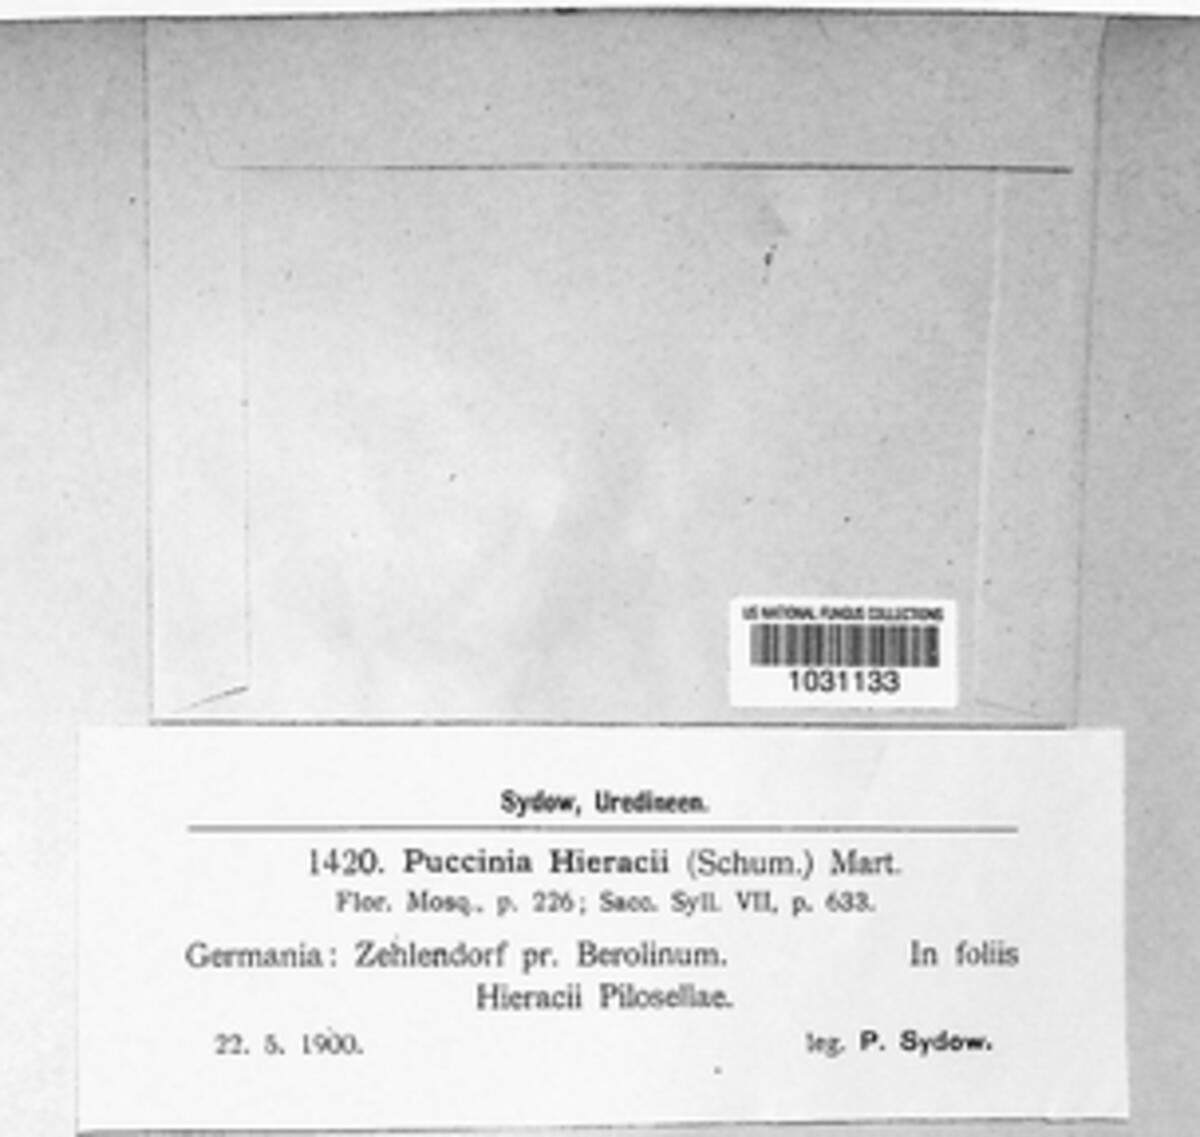 US NATIONAL FUNGUS COLLECTIONS
1031133
Sydow, Uredineen.
1420. Puccinia Hieracii (Schum.) Mart.
Flor. Mosq., p. 226; Sacc. Syll. VII, p. 633.
Germania: Zehlendorf pr. Berolinum. In foliis
Hieracii Pilosellae.
22. 5. 1900. leg. P. Sydow.